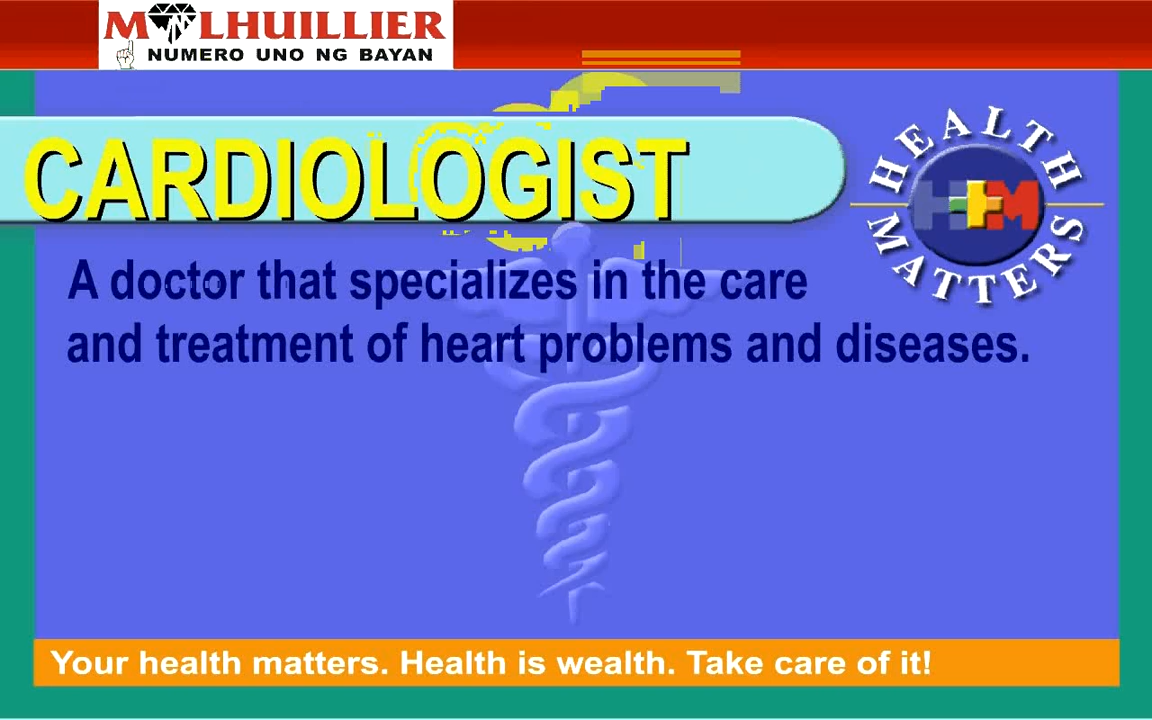 M LHUILLIER
NUMERO UNO NG BAYAN
CARDIOLOGIST
HEALTH
H M
MATTERS
A doctor that specializes in the care
and treatment of heart problems and diseases.
Your health matters. Health is wealth. Take care of it!